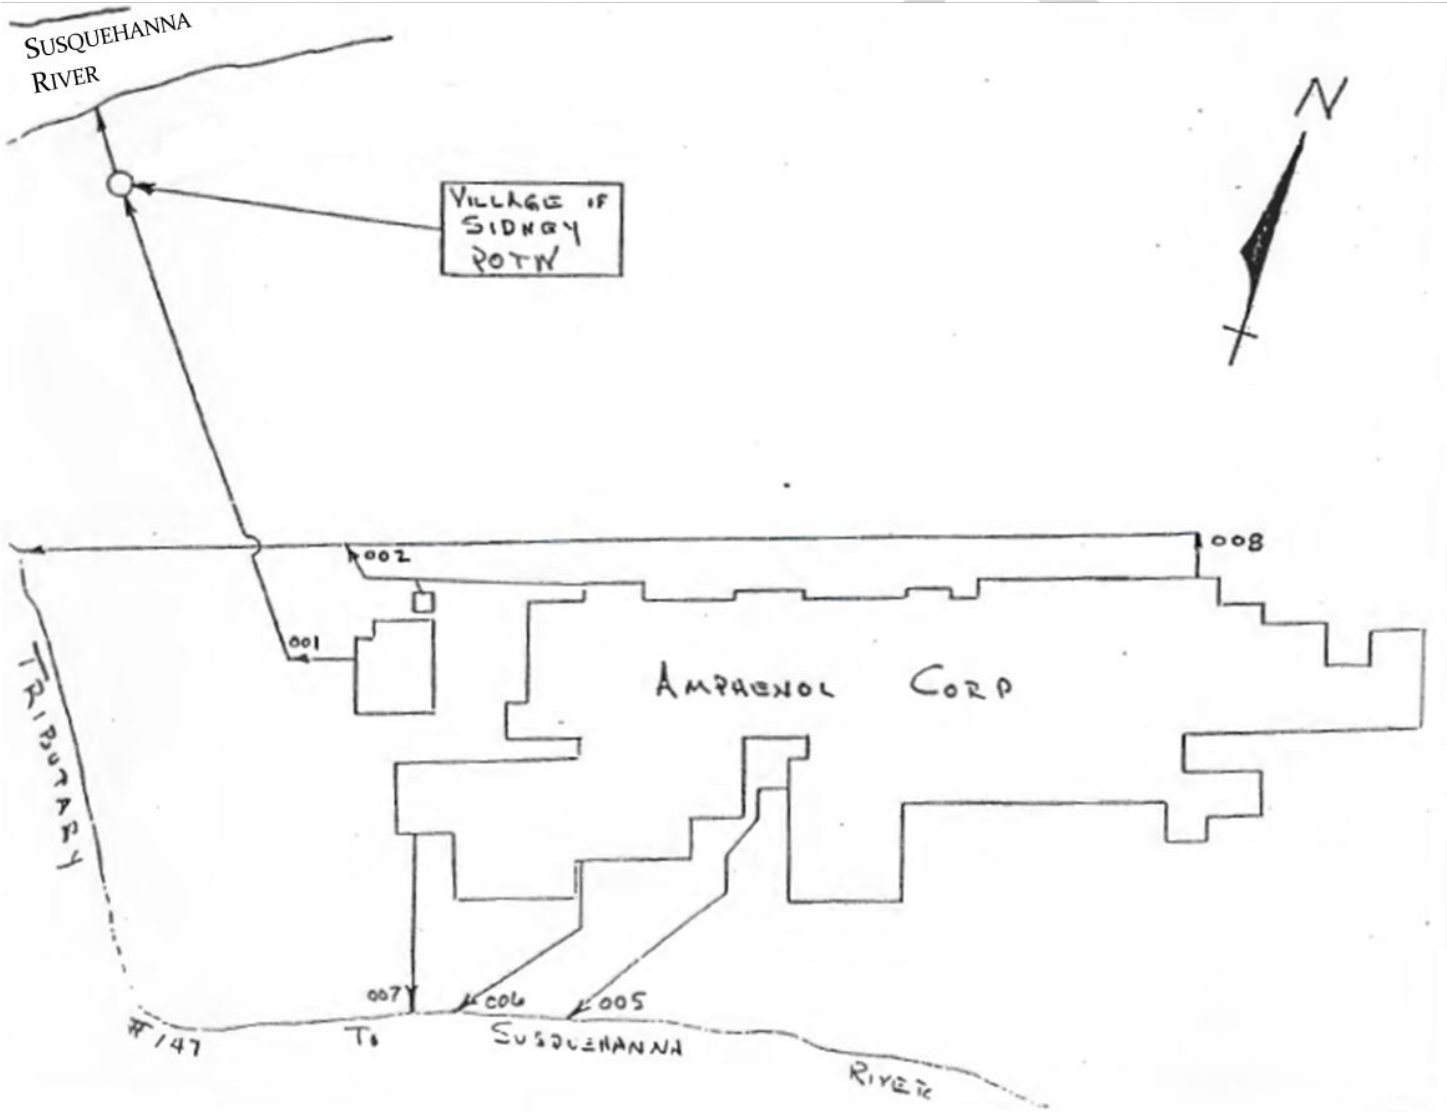 SUSQUEHANNA
RIVER
N
VILLAGE OF
SIDNEY
POTW
002
008
001
AMPHENOL CORP
TRIBUTARY
007
006
005
#147
To
SUSQUEHANNA
RIVER